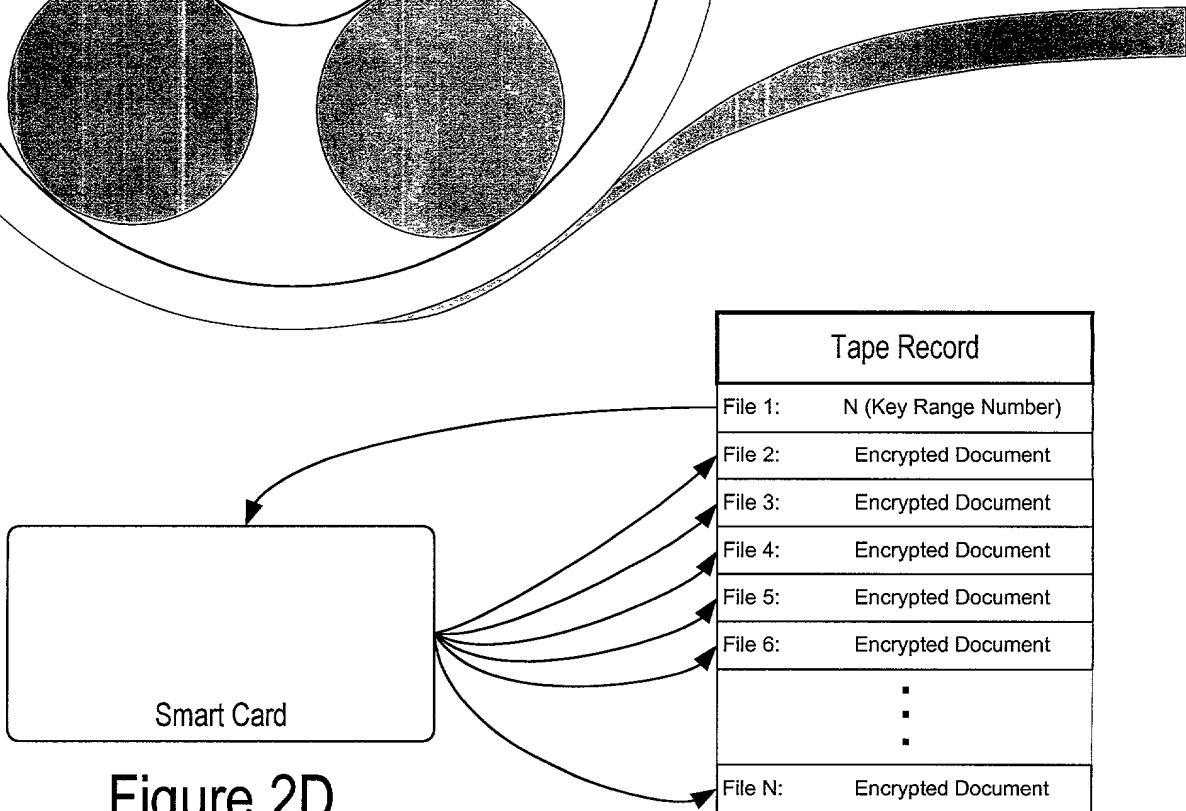 Tape Record
File 1: N (Key Range Number)
File 2: Encrypted Document
File 3: Encrypted Document
File 4: Encrypted Document
File 5: Encrypted Document
File 6: Encrypted Document
File N: Encrypted Document
Smart Card
Figure 2D